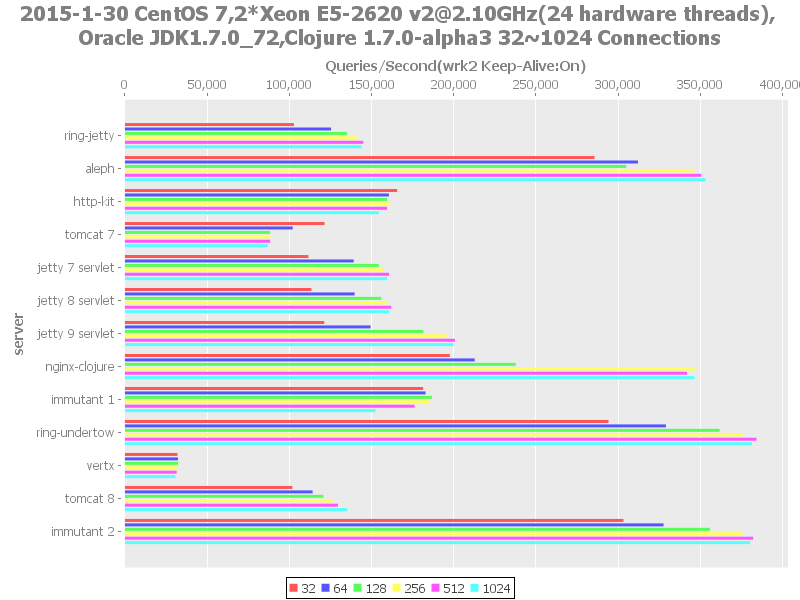 2015-1-30 CentOS 7,2*Xeon E5-2620 v2@2.10GHz(24 hardware threads),
Oracle JDK1.7.0_72,Clojure 1.7.0-alpha3 32~1024 Connections
Queries/Second(wrk2 Keep-Alive:On)
0 50,000 100,000 150,000 200,000 250,000 300,000 350,000 400,000
ring-jetty
aleph
http-kit
tomcat 7
jetty 7 servlet
jetty 8 servlet
jetty 9 servlet
server
nginx-clojure
immutant 1
ring-undertow
vertx
tomcat 8
immutant 2
32 64 128 256 512 1024